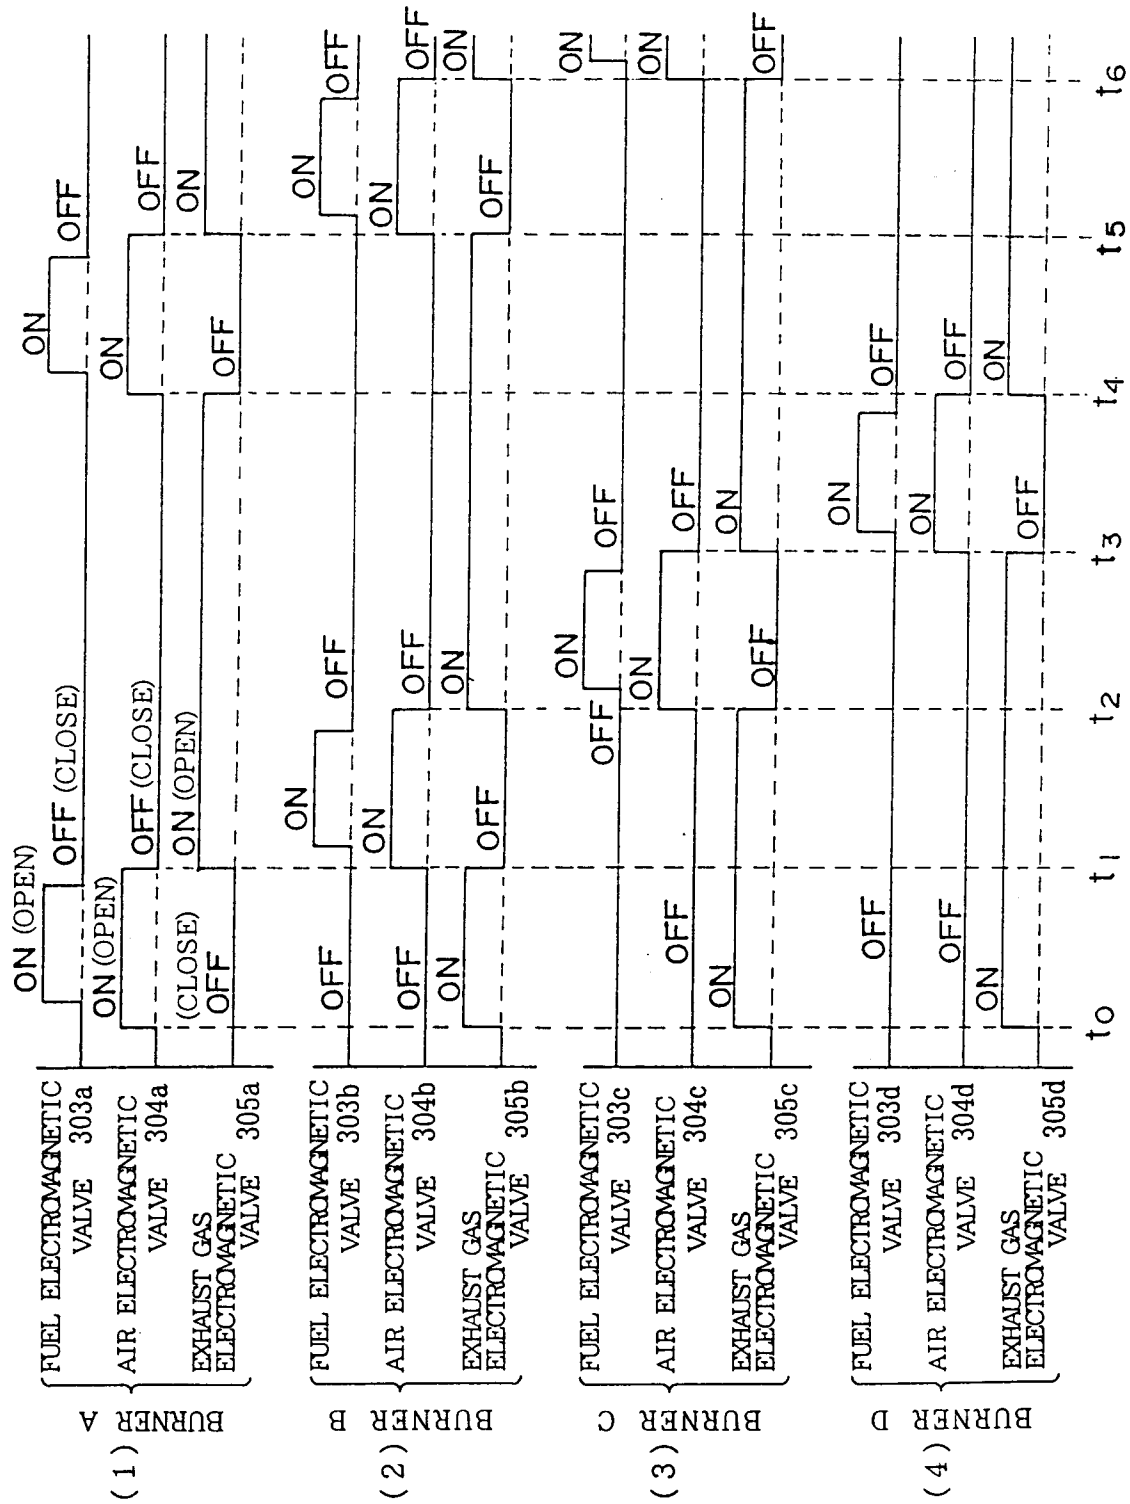 (1) BURNER A
FUEL ELECTROMAGNETIC
VALVE 303a
ON (OPEN) OFF (CLOSE) ON OFF
AIR ELECTROMAGNETIC
VALVE 304a
ON (OPEN) OFF (CLOSE) ON OFF
EXHAUST GAS
ELECTROMAGNETIC
VALVE 305a
(CLOSE)
OFF ON (OPEN) OFF ON
(2) BURNER B
FUEL ELECTROMAGNETIC
VALVE 303b
OFF ON OFF ON OFF
AIR ELECTROMAGNETIC
VALVE 304b
OFF ON OFF ON OFF
EXHAUST GAS
ELECTROMAGNETIC
VALVE 305b
ON OFF ON OFF ON
(3) BURNER C
FUEL ELECTROMAGNETIC
VALVE 303c
OFF ON OFF ON
AIR ELECTROMAGNETIC
VALVE 304c
OFF ON OFF ON
EXHAUST GAS
ELECTROMAGNETIC
VALVE 305c
ON OFF ON OFF
(4) BURNER D
FUEL ELECTROMAGNETIC
VALVE 303d
OFF ON OFF
AIR ELECTROMAGNETIC
VALVE 304d
OFF ON OFF
EXHAUST GAS
ELECTROMAGNETIC
VALVE 305d
ON OFF ON
t0 t1 t2 t3 t4 t5 t6